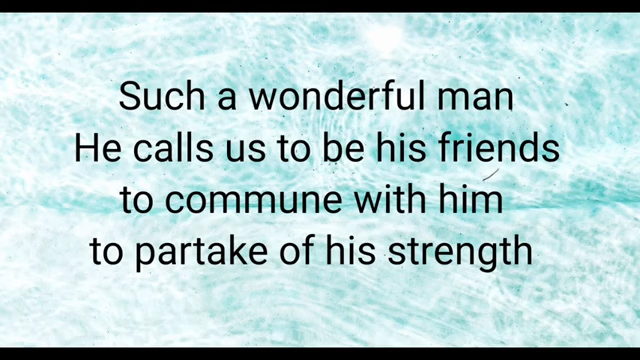 Such a wonderful man
He calls us to be his friends
to commune with him
to partake of his strength